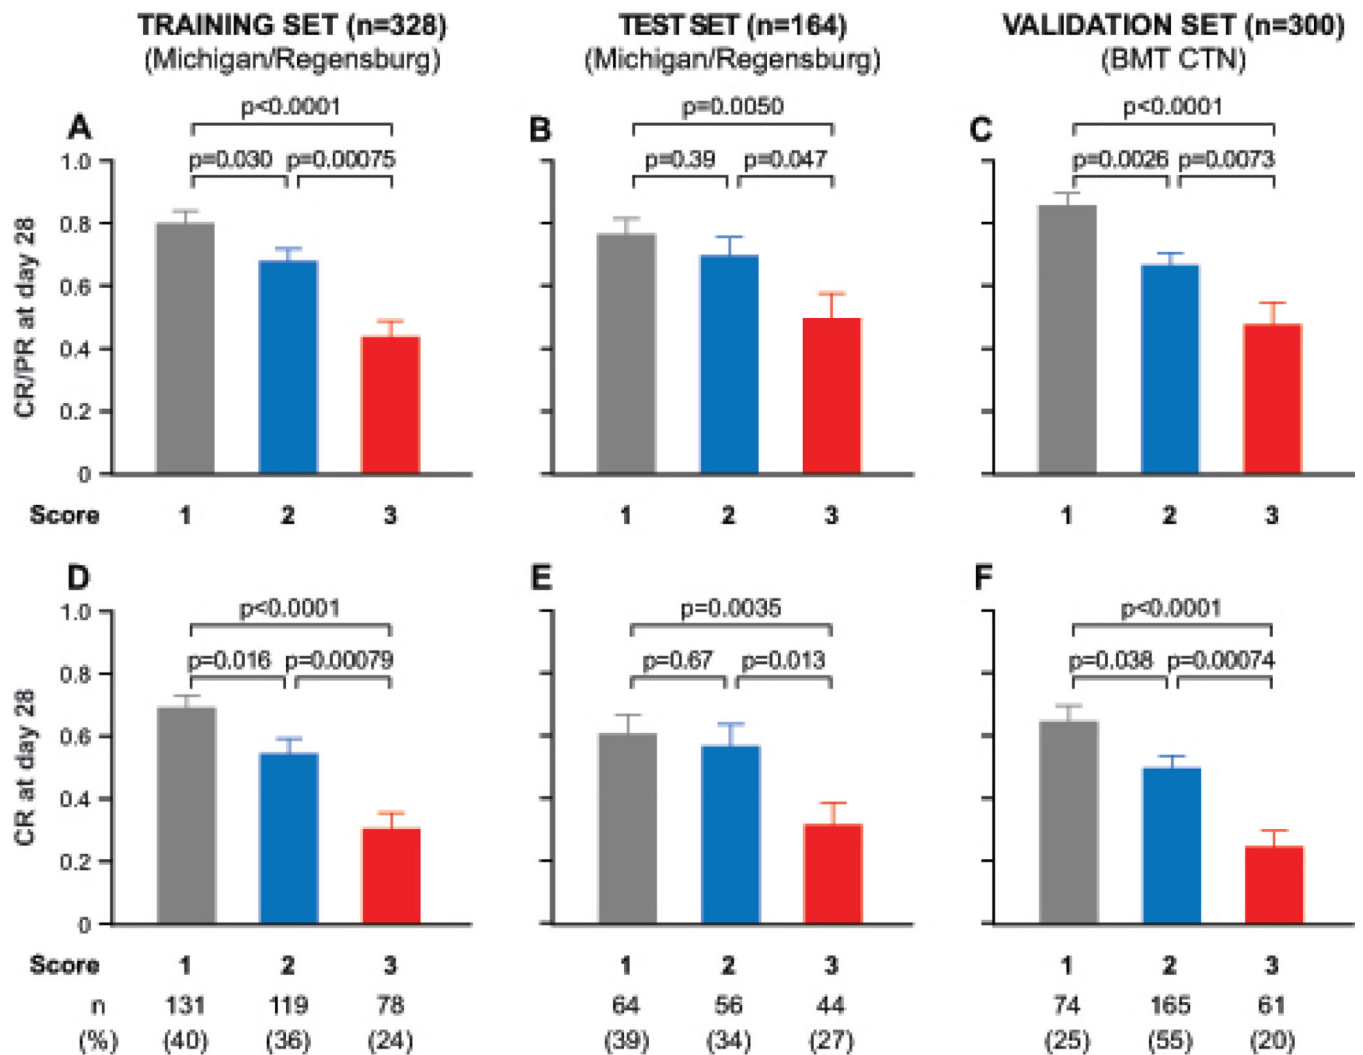 TRAINING SET (n=328) TEST SET (n=164) VALIDATION SET (n=300)
(Michigan/Regensburg) (Michigan/Regensburg) (BMT CTN)
A p<0.0001 B p=0.0050 C p<0.0001
p=0.030 p=0.00075 p=0.39 p=0.047 p=0.0026 p=0.0073
CR/PR at day 28
1.0
0.8
0.6
0.4
0.2
0
Score 1 2 3 1 2 3 1 2 3
D p<0.0001 E p=0.0035 F p<0.0001
p=0.016 p=0.00079 p=0.67 p=0.013 p=0.038 p=0.00074
CR at day 28
1.0
0.8
0.6
0.4
0.2
0
Score 1 2 3 1 2 3 1 2 3
n 131 119 78 64 56 44 74 165 61
(%) (40) (36) (24) (39) (34) (27) (25) (55) (20)